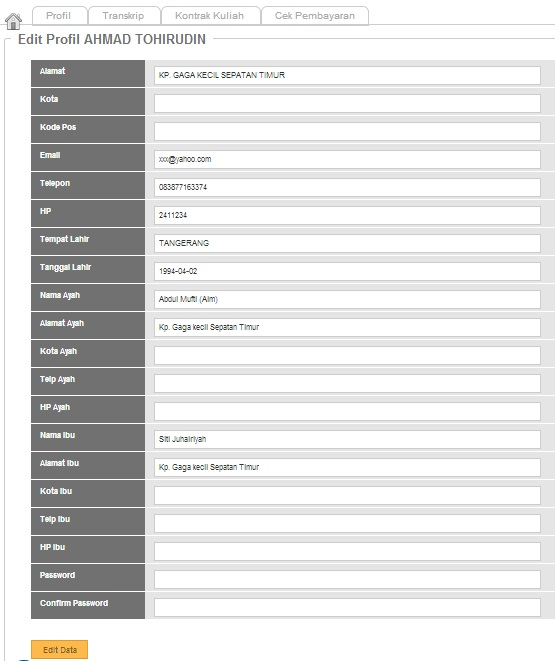 Profil Transkrip Kontrak Kuliah Cek Pembayaran
Edit Profil AHMAD TOHIRUDIN
Alamat KP. GAGA KECIL SEPATAN TIMUR
Kota
Kode Pos
Email xxx@yahoo.com
Telepon 083877163374
HP 2411234
Tempat Lahir TANGERANG
Tanggal Lahir 1994-04-02
Nama Ayah Abdul Mufti (Alm)
Alamat Ayah Kp. Gaga kecil Sepatan Timur
Kota Ayah
Telp Ayah
HP Ayah
Nama Ibu Siti Juhairiyah
Alamat Ibu Kp. Gaga kecil Sepatan Timur
Kota Ibu
Telp Ibu
HP Ibu
Password
Confirm Password
Edit Data